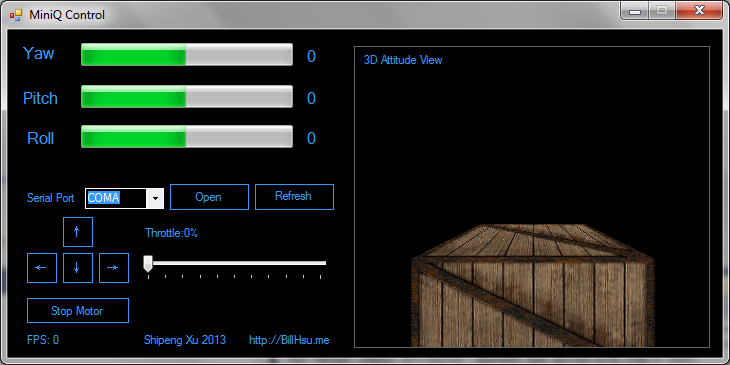 MiniQ Control
Yaw 0
Pitch 0
Roll 0
3D Attitude View
Serial Port COMA Open Refresh
↑
Throttle:0%
← ↓ →
Stop Motor
FPS: 0 Shipeng Xu 2013 http://BillHsu.me